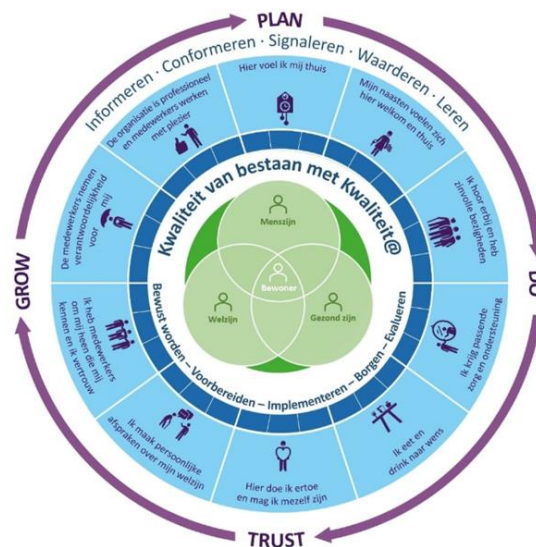 PLAN
Informeren · Conformeren · Signaleren · Waarderen · Leren
Hier voel ik mij thuis
Mijn naasten voelen zich
hier welkom en thuis
Ik hoor erbij en heb
zinvolle bezigheden
DO
Ik krijg passende
zorg en ondersteuning
Ik eet en
drink naar wens
Hier doe ik ertoe
en mag ik mezelf zijn
TRUST
Ik maak persoonlijke
afspraken over mijn welzijn
Ik heb medewerkers
om mij heen die mij
kennen en ik vertrouw
GROW
De medewerkers nemen
verantwoordelijkheid
voor mij
De organisatie is professioneel
en medewerkers werken
met plezier
Kwaliteit van bestaan met Kwaliteit@
Menszijn
Bewoner
Welzijn
Gezond zijn
Bewust worden – Voorbereiden – Implementeren – Borgen – Evalueren